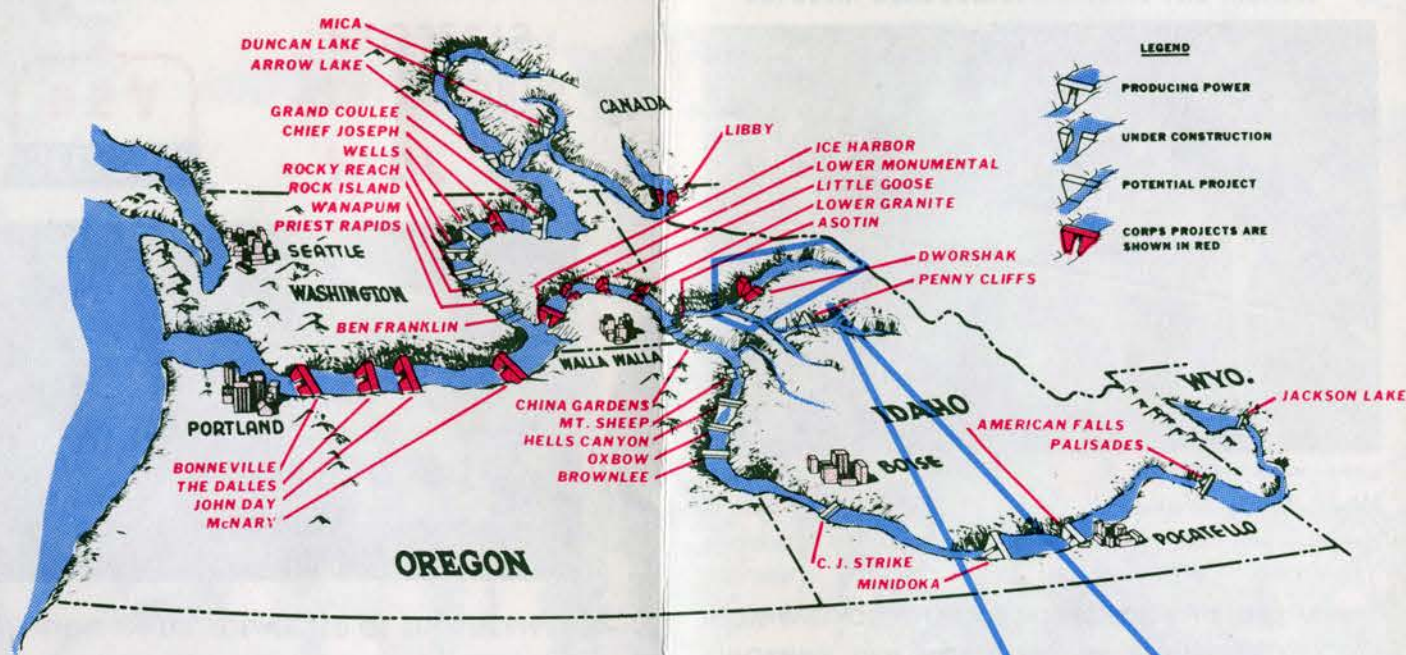 MICA
DUNCAN LAKE
ARROW LAKE
GRAND COULEE
CHIEF JOSEPH
WELLS
ROCKY REACH
ROCK ISLAND
WANAPUM
PRIEST RAPIDS
CANADA
LIBBY
ICE HARBOR
LOWER MONUMENTAL
LITTLE GOOSE
LOWER GRANITE
ASOTIN
DWORSHAK
PENNY CLIFFS
LEGEND
PRODUCING POWER
UNDER CONSTRUCTION
POTENTIAL PROJECT
CORPS PROJECTS ARE
SHOWN IN RED
SEATTLE
WASHINGTON
BEN FRANKLIN
WALLA WALLA
PORTLAND
BONNEVILLE
THE DALLES
JOHN DAY
McNARY
CHINA GARDENS
MT. SHEEP
HELLS CANYON
OXBOW
BROWNLEE
IDAHO
BOISE
WYO.
JACKSON LAKE
AMERICAN FALLS
PALISADES
POCATELLO
C. J. STRIKE
MINIDOKA
OREGON